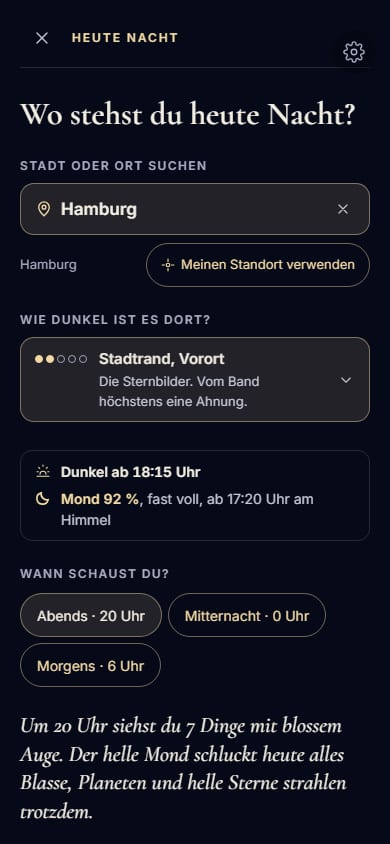 HEUTE NACHT
Wo stehst du heute Nacht?
STADT ODER ORT SUCHEN
Hamburg
Hamburg
Meinen Standort verwenden
WIE DUNKEL IST ES DORT?
Stadtrand, Vorort
Die Sternbilder. Vom Band
höchstens eine Ahnung.
Dunkel ab 18:15 Uhr
Mond 92 %, fast voll, ab 17:20 Uhr am
Himmel
WANN SCHAUST DU?
Abends · 20 Uhr
Mitternacht · 0 Uhr
Morgens · 6 Uhr
Um 20 Uhr siehst du 7 Dinge mit blossem
Auge. Der helle Mond schluckt heute alles
Blasse, Planeten und helle Sterne strahlen
trotzdem.